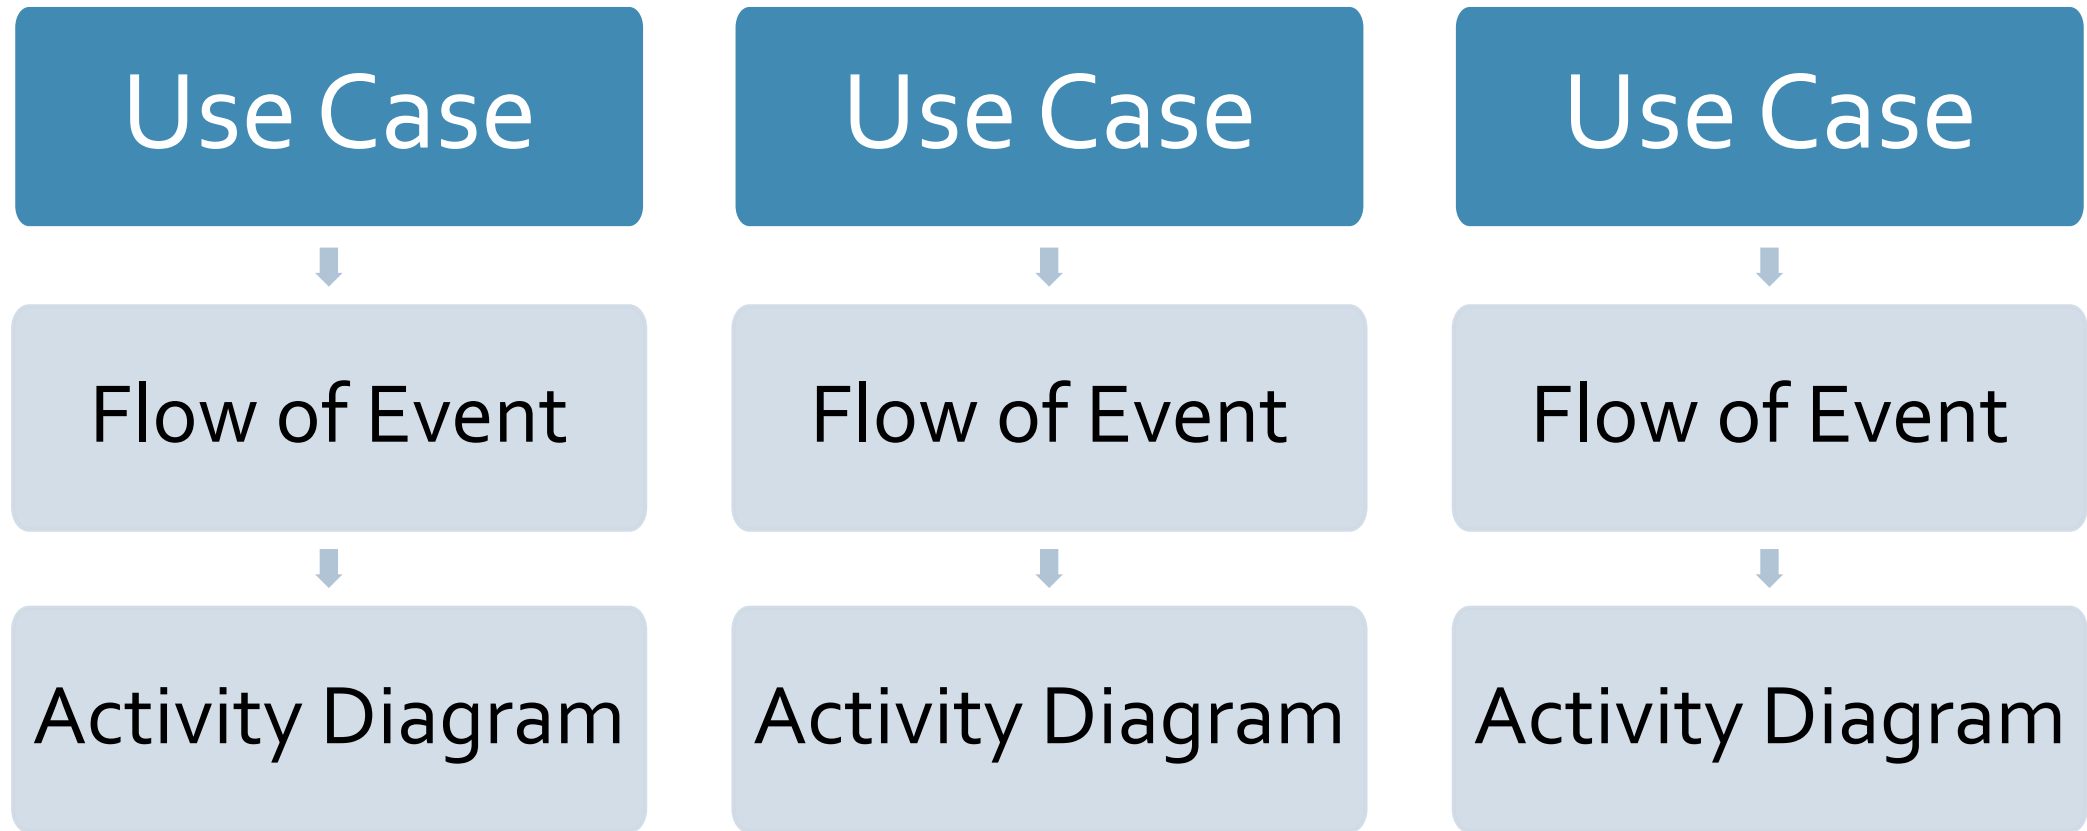 Use Case
Use Case
Use Case
Flow of Event
Flow of Event
Flow of Event
Activity Diagram
Activity Diagram
Activity Diagram